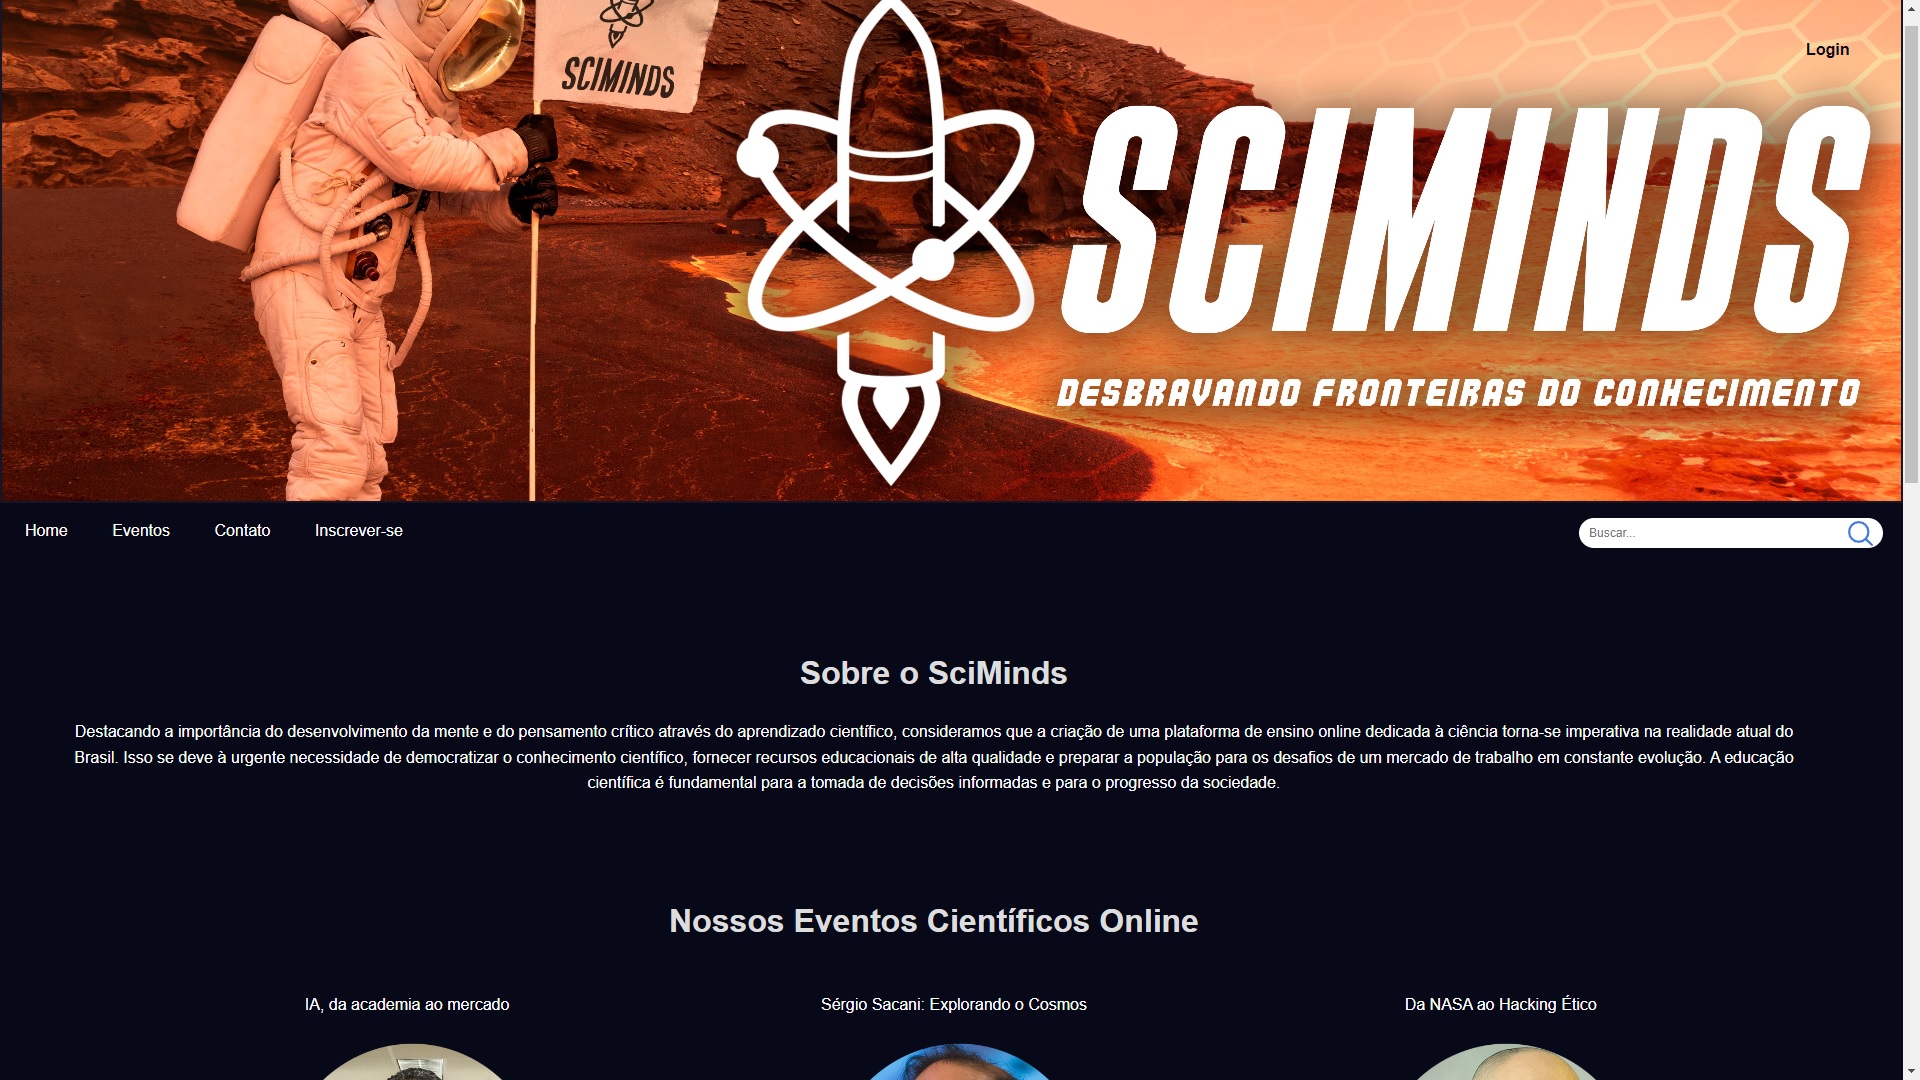 SCIMINDS
Login
SCIMINDS
DESBRAVANDO FRONTEIRAS DO CONHECIMENTO
Home Eventos Contato Inscrever-se Buscar...
Sobre o SciMinds
Destacando a importância do desenvolvimento da mente e do pensamento crítico através do aprendizado científico, consideramos que a criação de uma plataforma de ensino online dedicada à ciência torna-se imperativa na realidade atual do
Brasil. Isso se deve à urgente necessidade de democratizar o conhecimento científico, fornecer recursos educacionais de alta qualidade e preparar a população para os desafios de um mercado de trabalho em constante evolução. A educação
científica é fundamental para a tomada de decisões informadas e para o progresso da sociedade.
Nossos Eventos Científicos Online
IA, da academia ao mercado Sérgio Sacani: Explorando o Cosmos Da NASA ao Hacking Ético